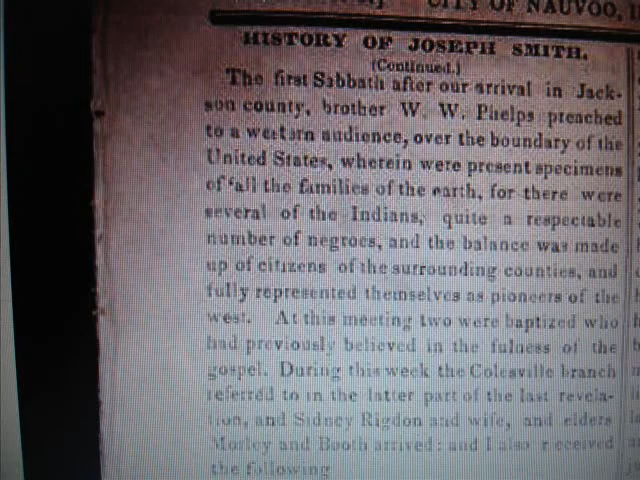 CITY OF NAUVOO,
HISTORY OF JOSEPH SMITH.
(Continued.)
The first Sabbath after our arrival in Jack-
son county, brother W. W. Phelps preached
to a western audience, over the boundary of the
United States, wherein were present specimens
of 'all the families of the earth, for there were
several of the Indians, quite a respectable
number of negroes, and the balance was made
up of citizens of the surrounding counties, and
fully represented themselves as pioneers of the
west. At this meeting two were baptized who
had previously believed in the fulness of the
gospel. During this week the Colesville branch
referred to in the latter part of the last revela-
tion, and Sidney Rigdon and wife, and elders
Morley and Booth arrived: and I also received
the following